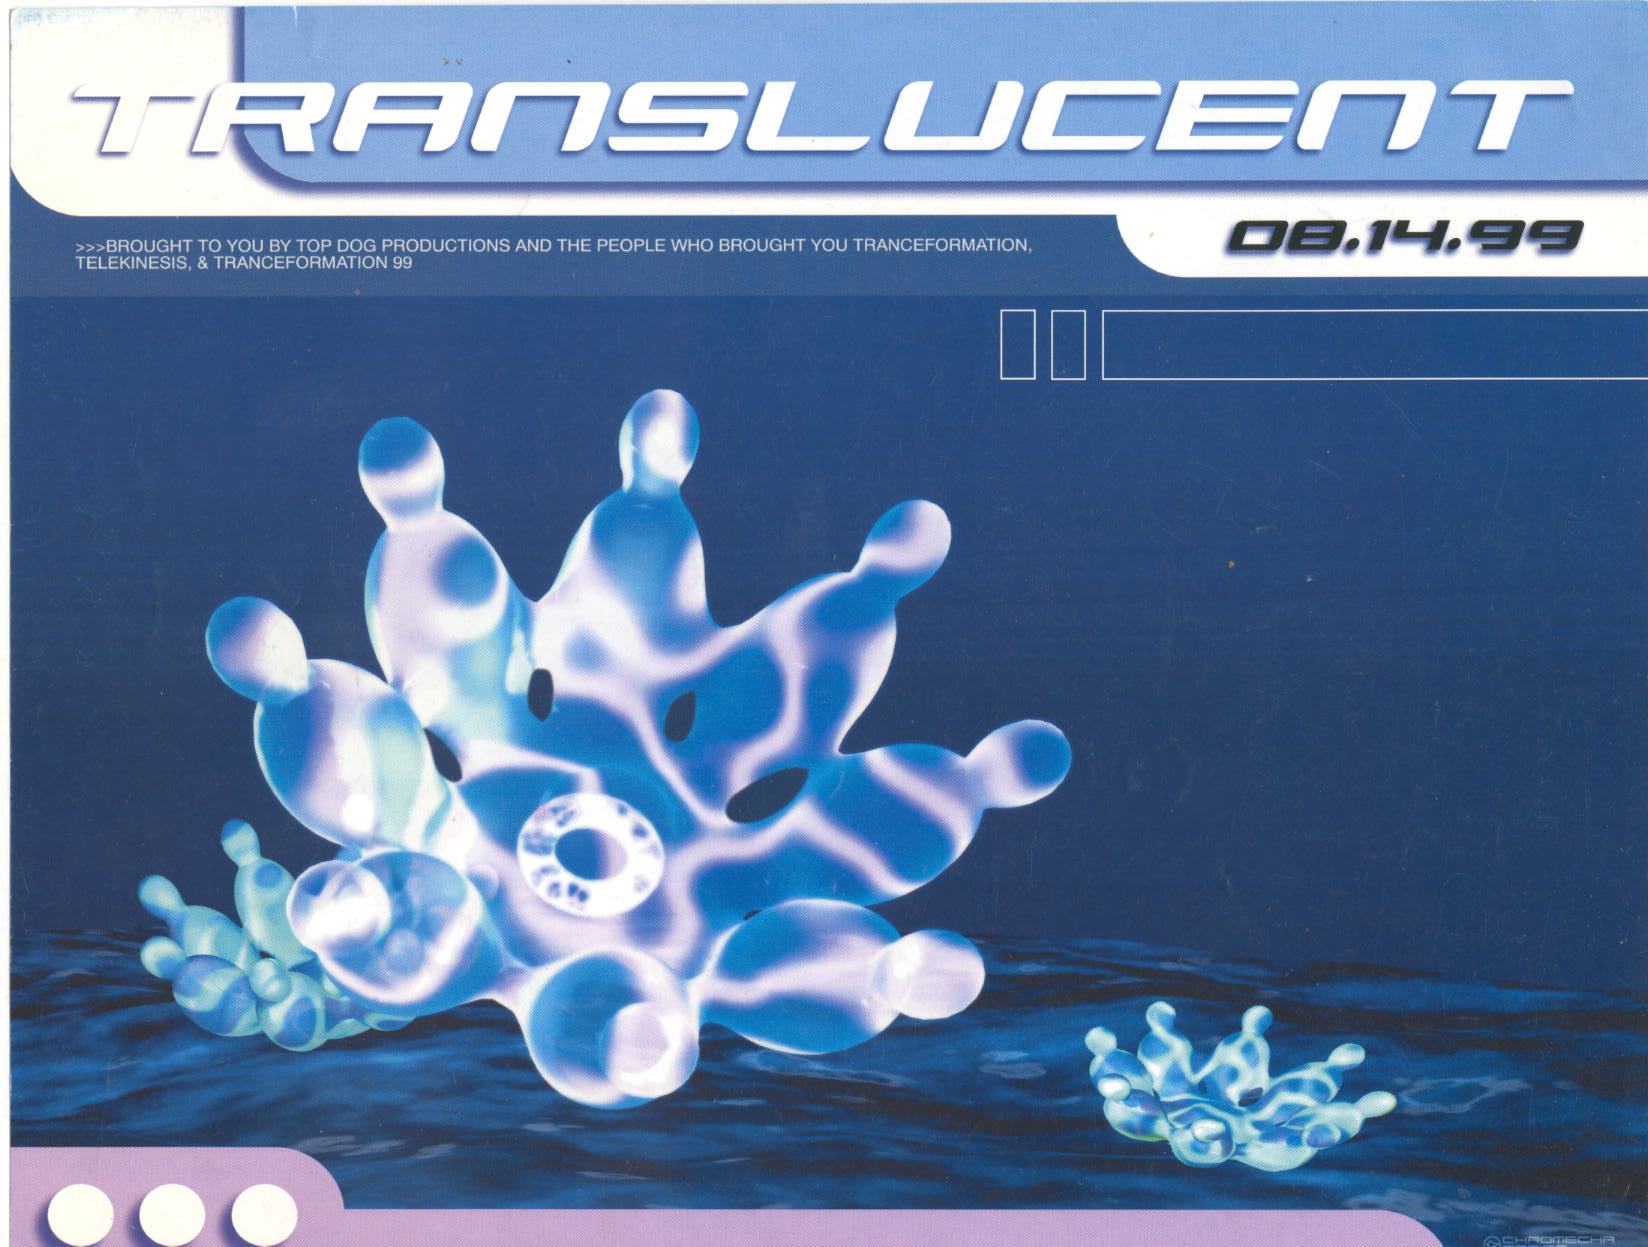 TRANSLUCENT
08.14.99
>>>BROUGHT TO YOU BY TOP DOG PRODUCTIONS AND THE PEOPLE WHO BROUGHT YOU TRANCEFORMATION,
TELEKINESIS, & TRANCEFORMATION 99
CHROMECHA